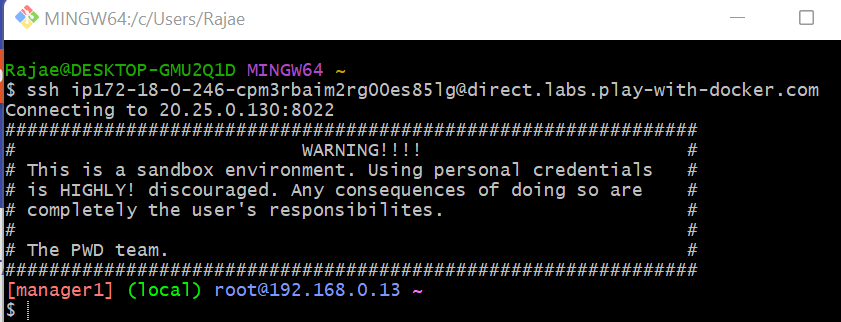 MINGW64:/c/Users/Rajae
Rajae@DESKTOP-GMU2Q1D MINGW64 ~
$ ssh ip172-18-0-246-cpm3rbaim2rg00es85lg@direct.labs.play-with-docker.com
Connecting to 20.25.0.130:8022
###############################################################
#                          WARNING!!!!                        #
# This is a sandbox environment. Using personal credentials   #
# is HIGHLY! discouraged. Any consequences of doing so are    #
# completely the user's responsibilites.                      #
#                                                             #
# The PWD team.                                               #
###############################################################
[manager1] (local) root@192.168.0.13 ~
$